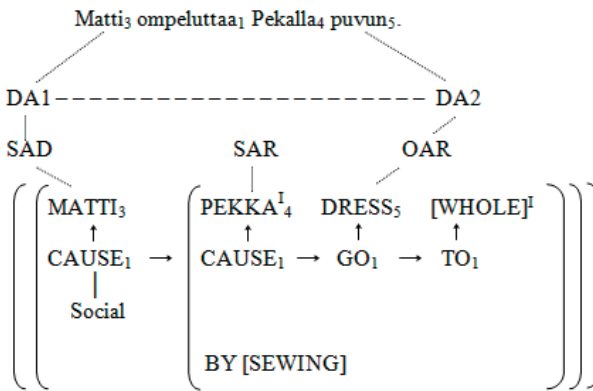 Matti₃ ompeluttaa₁ Pekalla₄ puvun₅.
DA1 DA2
SAD SAR OAR
MATTI₃ PEKKAᴵ₄ DRESS₅ [WHOLE]ᴵ
CAUSE₁ → CAUSE₁ → GO₁ → TO₁
Social
BY [SEWING]